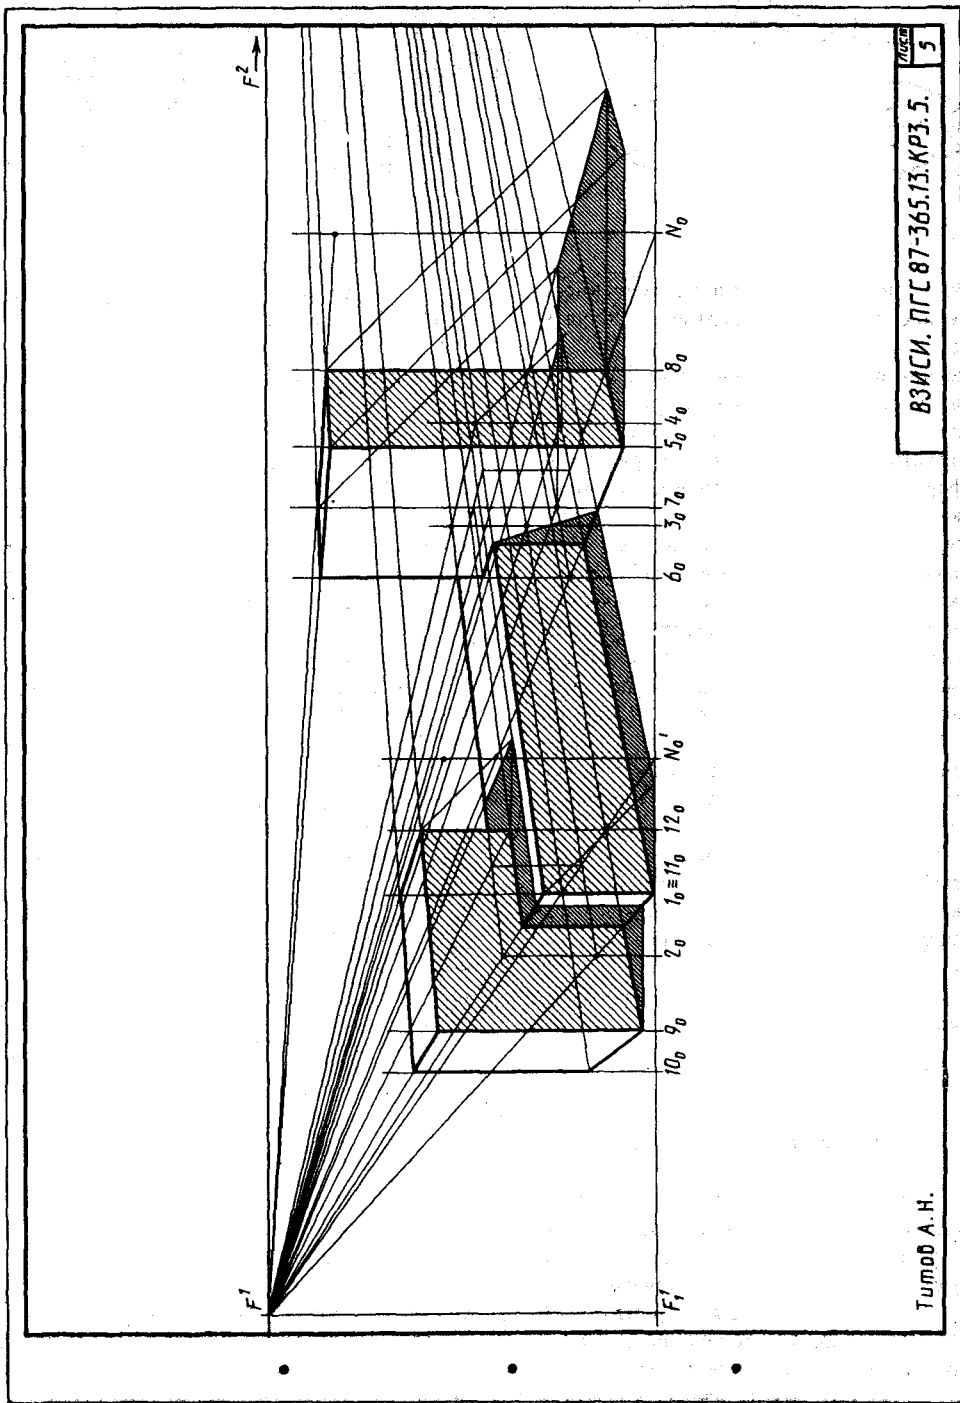 F¹ F²
F₁¹ 10₀ 9₀ 2₀ 1₀≡11₀ 12₀ N₀' 6₀ 3₀ 7₀ 5₀ 4₀ 8₀ N₀
Титов А. Н.
ВЗИСИ. ПГС 87-365.13.КРЗ.5.
Лист
5